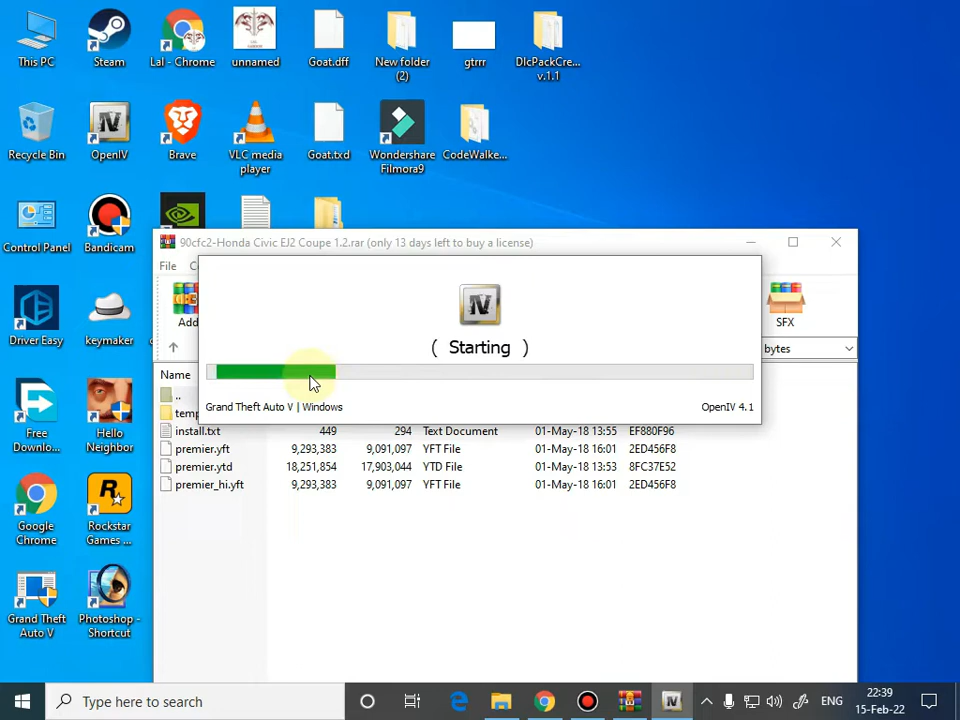 This PC
Steam
Lal - Chrome
unnamed
Goat.dff
New folder
(2)
gtrrr
DlcPackCre...
v.1.1
Recycle Bin
OpenIV
Brave
VLC media
player
Goat.txd
Wondershare
Filmora9
CodeWalke...
Control Panel
Bandicam
90cfc2-Honda Civic EJ2 Coupe 1.2.rar (only 13 days left to buy a license)
File
Add
SFX
bytes
( Starting )
Grand Theft Auto V | Windows
OpenIV 4.1
Driver Easy
keymaker
Name
..
install.txt 449 294 Text Document 01-May-18 13:55 EF880F96
premier.yft 9,293,383 9,091,097 YFT File 01-May-18 16:01 2ED456F8
premier.ytd 18,251,854 17,903,044 YTD File 01-May-18 13:53 8FC37E52
premier_hi.yft 9,293,383 9,091,097 YFT File 01-May-18 16:01 2ED456F8
Free
Downlo...
Hello
Neighbor
Google
Chrome
Rockstar
Games ...
Grand Theft
Auto V
Photoshop -
Shortcut
Type here to search
ENG
22:39
15-Feb-22